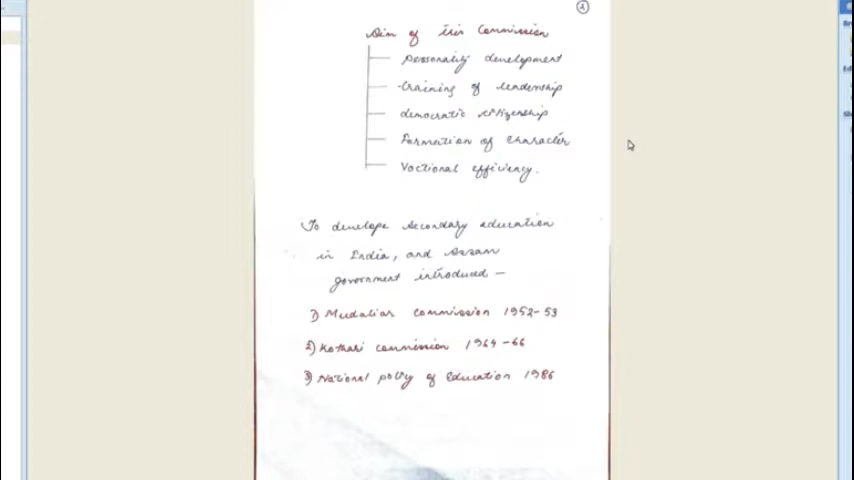 2
Aim of this Commission
Personality development
training of leadership
democratic citizenship
Formation of character
Voctional efficiency.
To develope Secondary education
in India, and Assam
government introduced —
1) Mudaliar Commission 1952-53
2) Kothari commission 1964-66
3) National policy of Education 1986